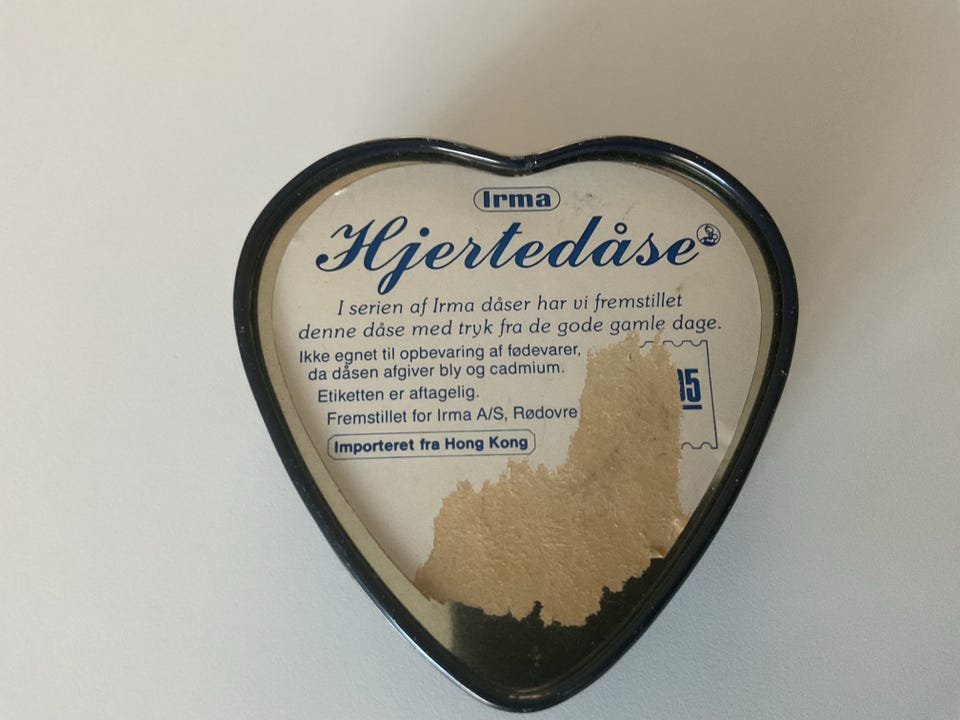 Irma
Hjertedåse
I serien af Irma dåser har vi fremstillet
denne dåse med tryk fra de gode gamle dage.
Ikke egnet til opbevaring af fødevarer,
da dåsen afgiver bly og cadmium.
Etiketten er aftagelig.
Fremstillet for Irma A/S, Rødovre
Importeret fra Hong Kong